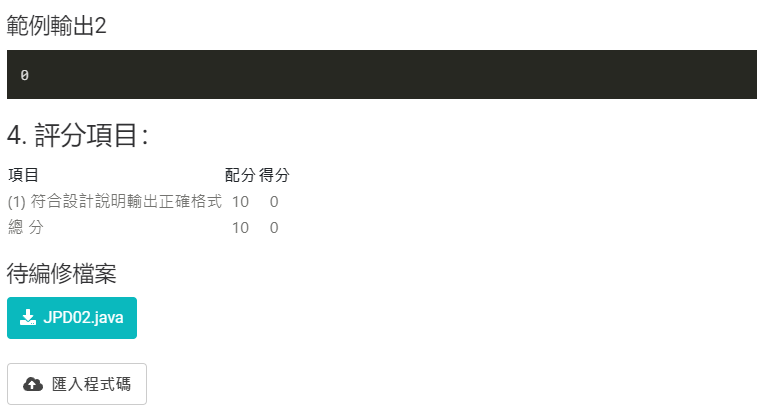 範例輸出2
0
4. 評分項目：
項目 配分 得分
(1) 符合設計說明輸出正確格式 10 0
總 分 10 0
待編修檔案
JPD02.java
匯入程式碼